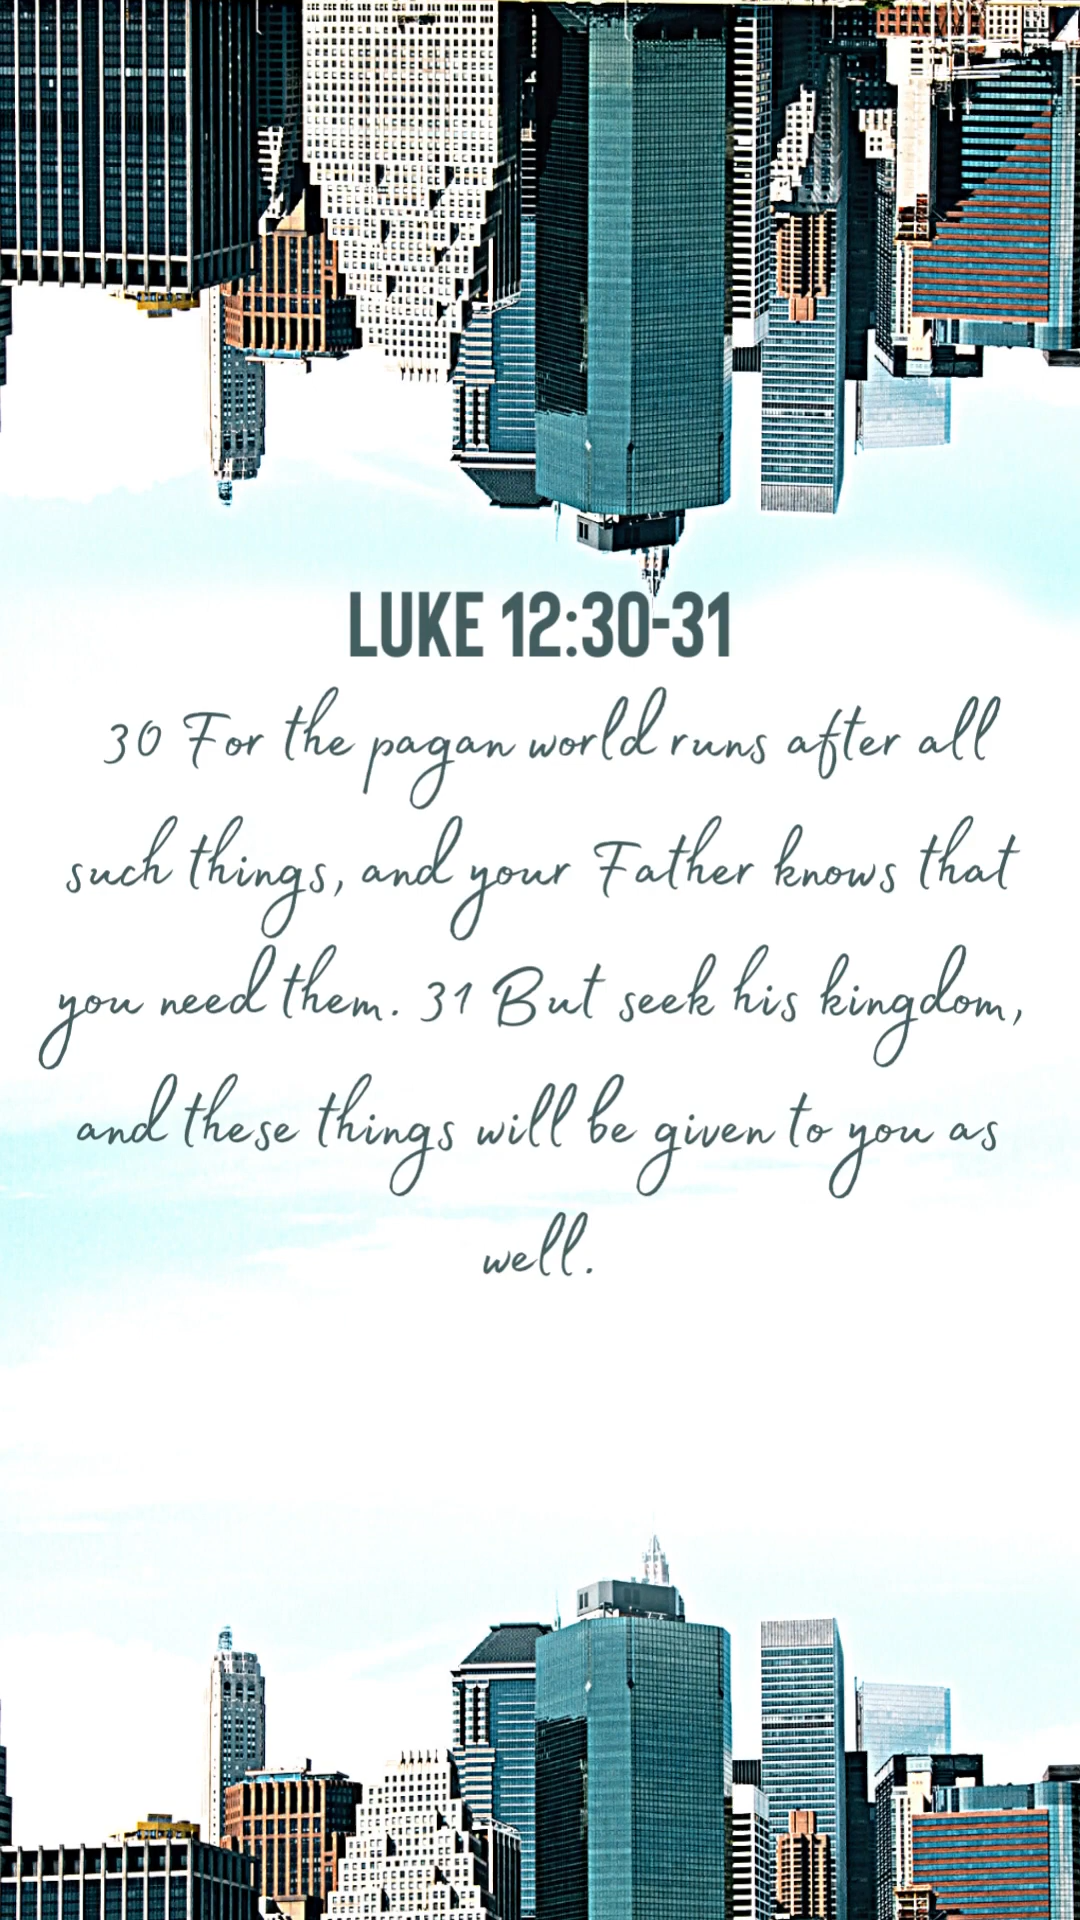 LUKE 12:30-31
30 For the pagan world runs after all
such things, and your Father knows that
you need them. 31 But seek his kingdom,
and these things will be given to you as
well.